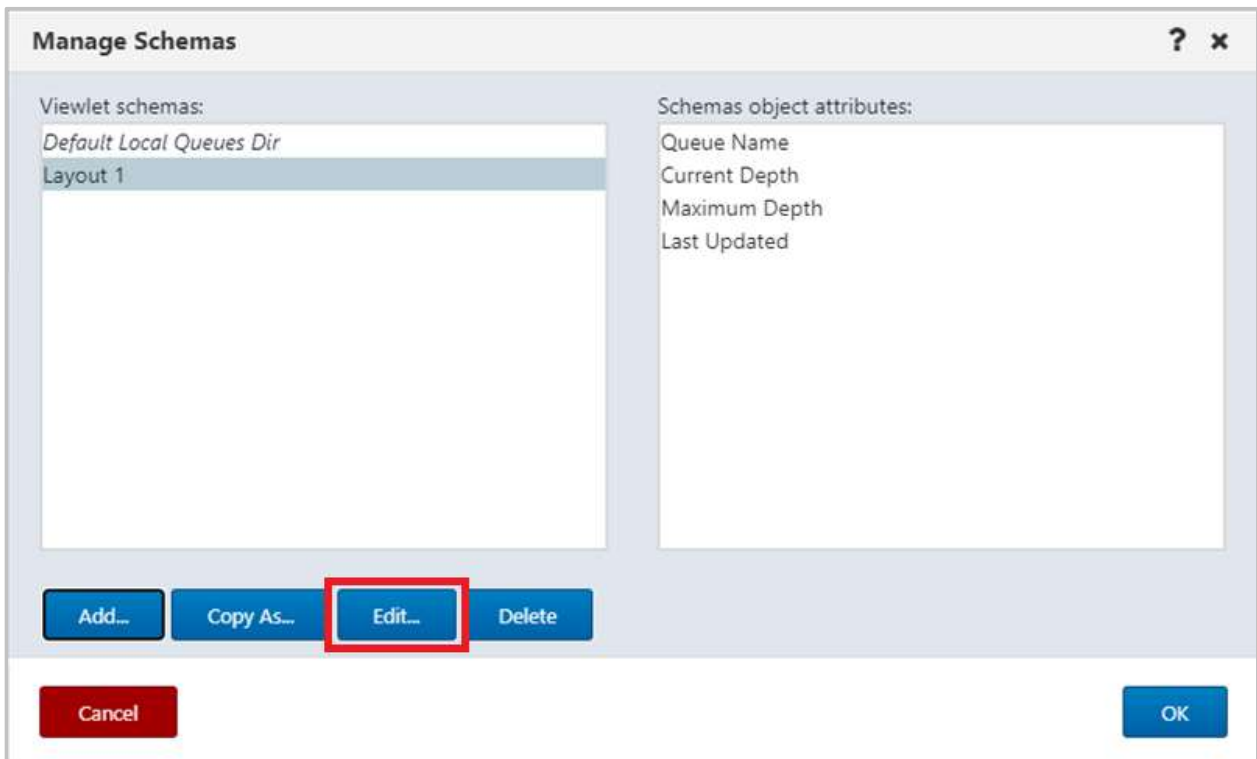 Manage Schemas
? ×
Viewlet schemas:
Default Local Queues Dir
Layout 1
Schemas object attributes:
Queue Name
Current Depth
Maximum Depth
Last Updated
Add...
Copy As...
Edit...
Delete
Cancel
OK